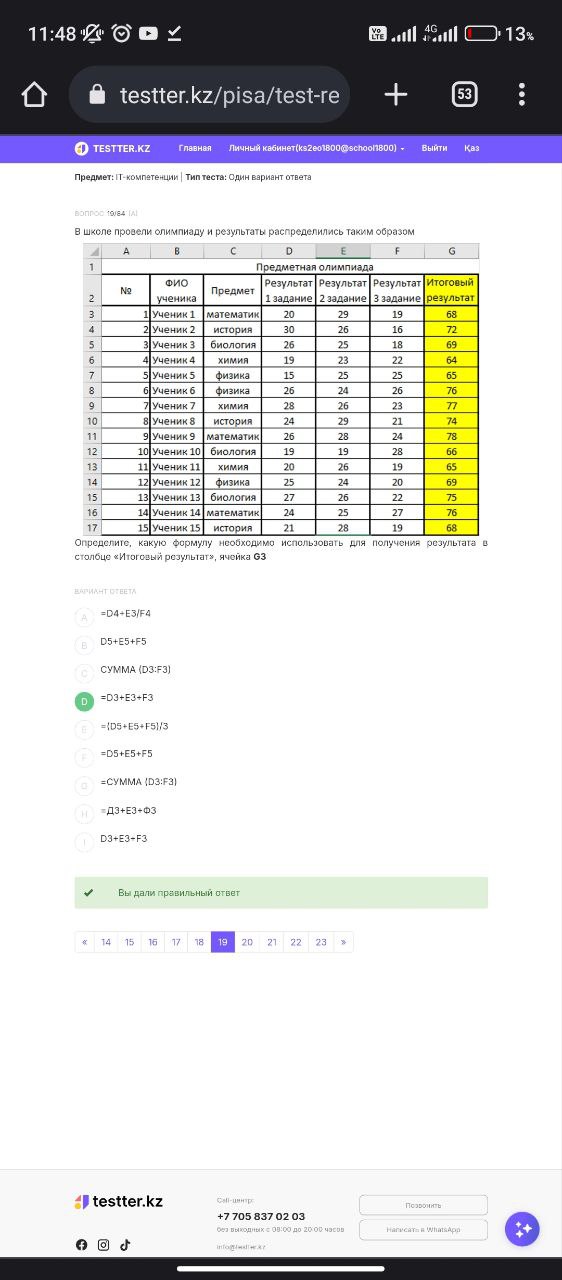 11:48 Vo LTE 4G 13%
testter.kz/pisa/test-re 53
TESTTER.KZ Главная Личный кабинет(ks2eo1800@school1800) Выйти Қаз
Предмет: IT-компетенции | Тип теста: Один вариант ответа
ВОПРОС 19/84 (A)
В школе провели олимпиаду и результаты распределились таким образом
A B C D E F G
1 Предметная олимпиада
2 № ФИО ученика Предмет Результат 1 задание Результат 2 задание Результат 3 задание Итоговый результат
3 1 Ученик 1 математик 20 29 19 68
4 2 Ученик 2 история 30 26 16 72
5 3 Ученик 3 биология 26 25 18 69
6 4 Ученик 4 химия 19 23 22 64
7 5 Ученик 5 физика 15 25 25 65
8 6 Ученик 6 физика 26 24 26 76
9 7 Ученик 7 химия 28 26 23 77
10 8 Ученик 8 история 24 29 21 74
11 9 Ученик 9 математик 26 28 24 78
12 10 Ученик 10 биология 19 19 28 66
13 11 Ученик 11 химия 20 26 19 65
14 12 Ученик 12 физика 25 24 20 69
15 13 Ученик 13 биология 27 26 22 75
16 14 Ученик 14 математик 24 25 27 76
17 15 Ученик 15 история 21 28 19 68
Определите, какую формулу необходимо использовать для получения результата в
столбце «Итоговый результат», ячейка G3
ВАРИАНТ ОТВЕТА
A =D4+E3/F4
B D5+E5+F5
C СУММА (D3:F3)
D =D3+E3+F3
E =(D5+E5+F5)/3
F =D5+E5+F5
G =СУММА (D3:F3)
H =Д3+Е3+Ф3
I D3+E3+F3
Вы дали правильный ответ
« 14 15 16 17 18 19 20 21 22 23 »
testter.kz
Call-центр:
+7 705 837 02 03
без выходных с 08:00 до 20:00 часов
info@testter.kz
Позвонить
Написать в WhatsApp